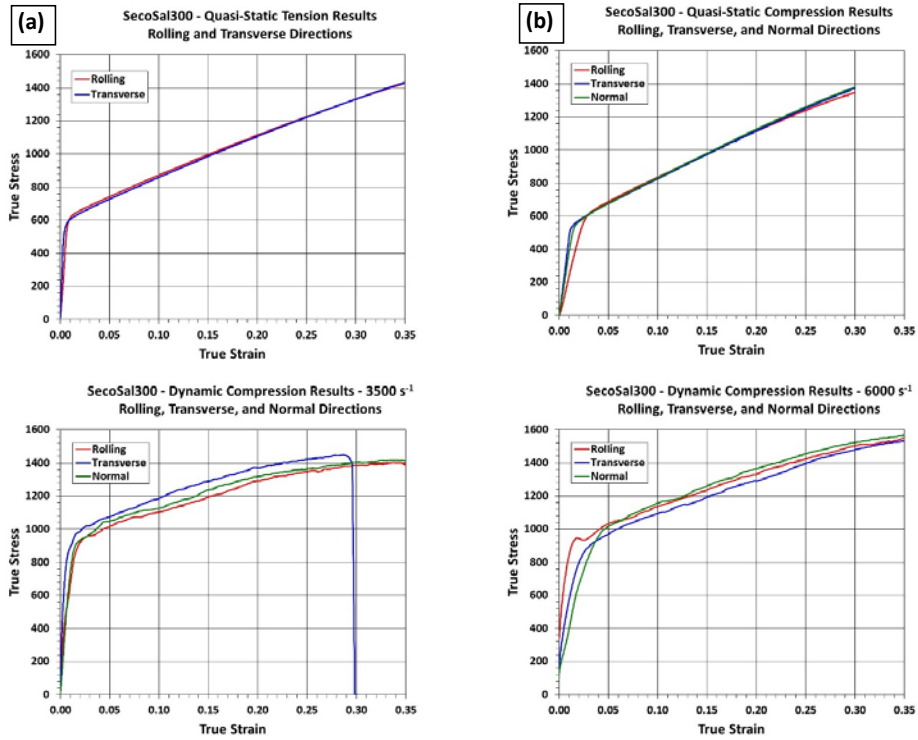 (a)
SecoSal300 - Quasi-Static Tension Results
Rolling and Transverse Directions
True Stress
1600
1400
1200
1000
800
600
400
200
0
Rolling
Transverse
0.00 0.05 0.10 0.15 0.20 0.25 0.30 0.35
True Strain
(b)
SecoSal300 - Quasi-Static Compression Results
Rolling, Transverse, and Normal Directions
True Stress
1600
1400
1200
1000
800
600
400
200
0
Rolling
Transverse
Normal
0.00 0.05 0.10 0.15 0.20 0.25 0.30 0.35
True Strain
SecoSal300 - Dynamic Compression Results - 3500 s⁻¹
Rolling, Transverse, and Normal Directions
True Stress
1600
1400
1200
1000
800
600
400
200
0
Rolling
Transverse
Normal
0.00 0.05 0.10 0.15 0.20 0.25 0.30 0.35
True Strain
SecoSal300 - Dynamic Compression Results - 6000 s⁻¹
Rolling, Transverse, and Normal Directions
True Stress
1600
1400
1200
1000
800
600
400
200
0
Rolling
Transverse
Normal
0.00 0.05 0.10 0.15 0.20 0.25 0.30 0.35
True Strain